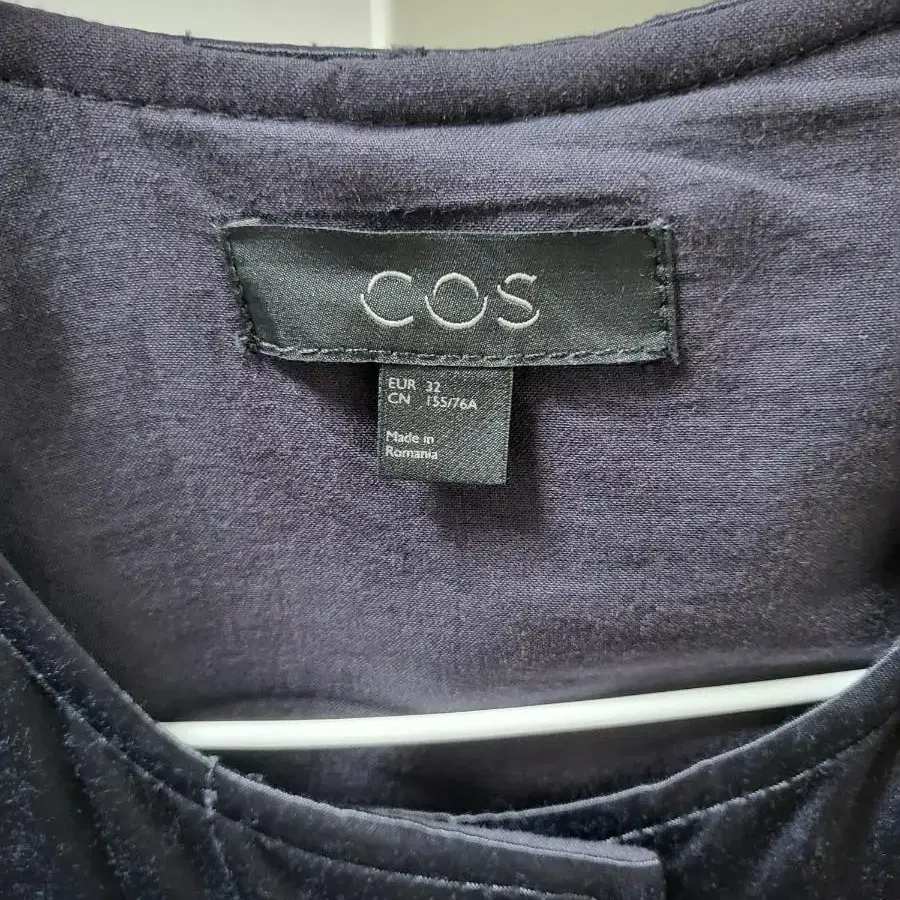 COS
EUR 32
CN 155/76A
Made in
Romania